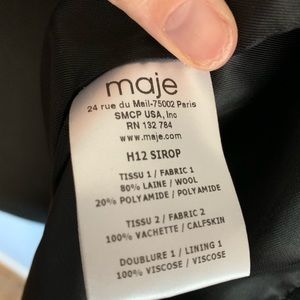 maje
24 rue du Mail-75002 Paris
SMCP USA, Inc
RN 132 784
www.maje.com
H12 SIROP
TISSU 1 / FABRIC 1
80% LAINE / WOOL
20% POLYAMIDE / POLYAMIDE
TISSU 2 / FABRIC 2
100% VACHETTE / CALFSKIN
DOUBLURE 1 / LINING 1
100% VISCOSE / VISCOSE